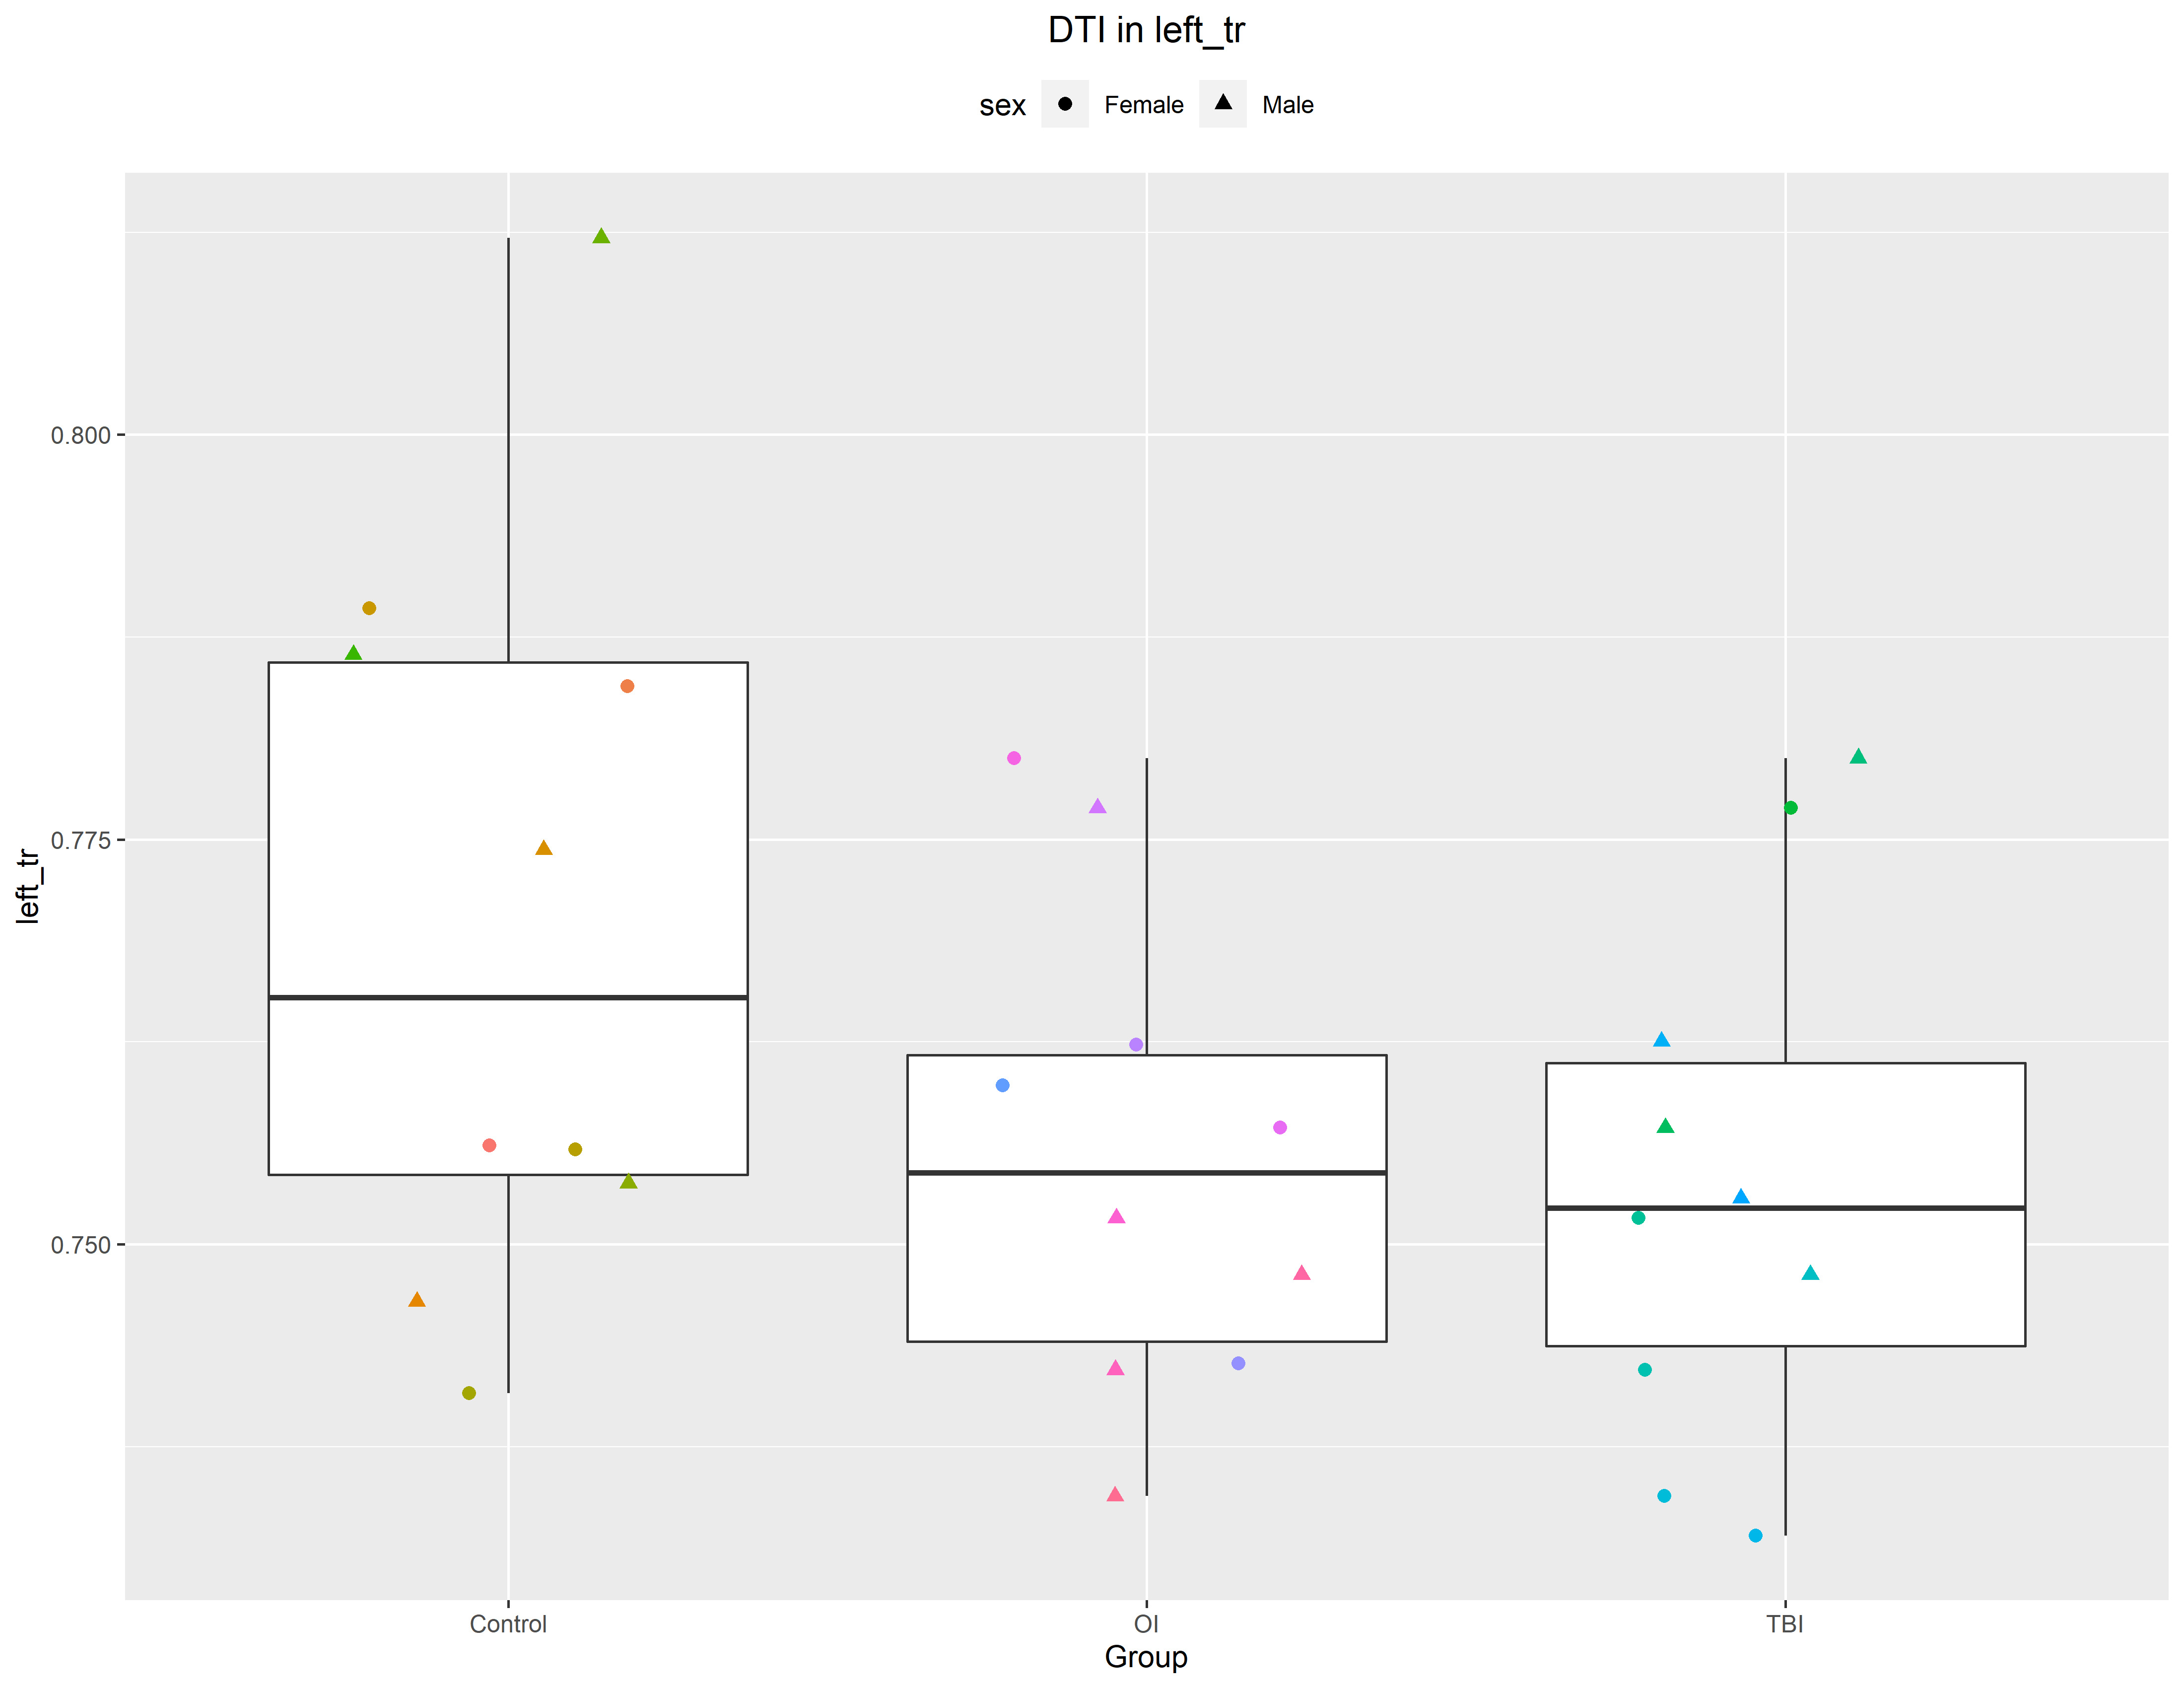 DTI in left_tr
sex Female Male
0.800
0.775
0.750
left_tr
Control OI TBI
Group